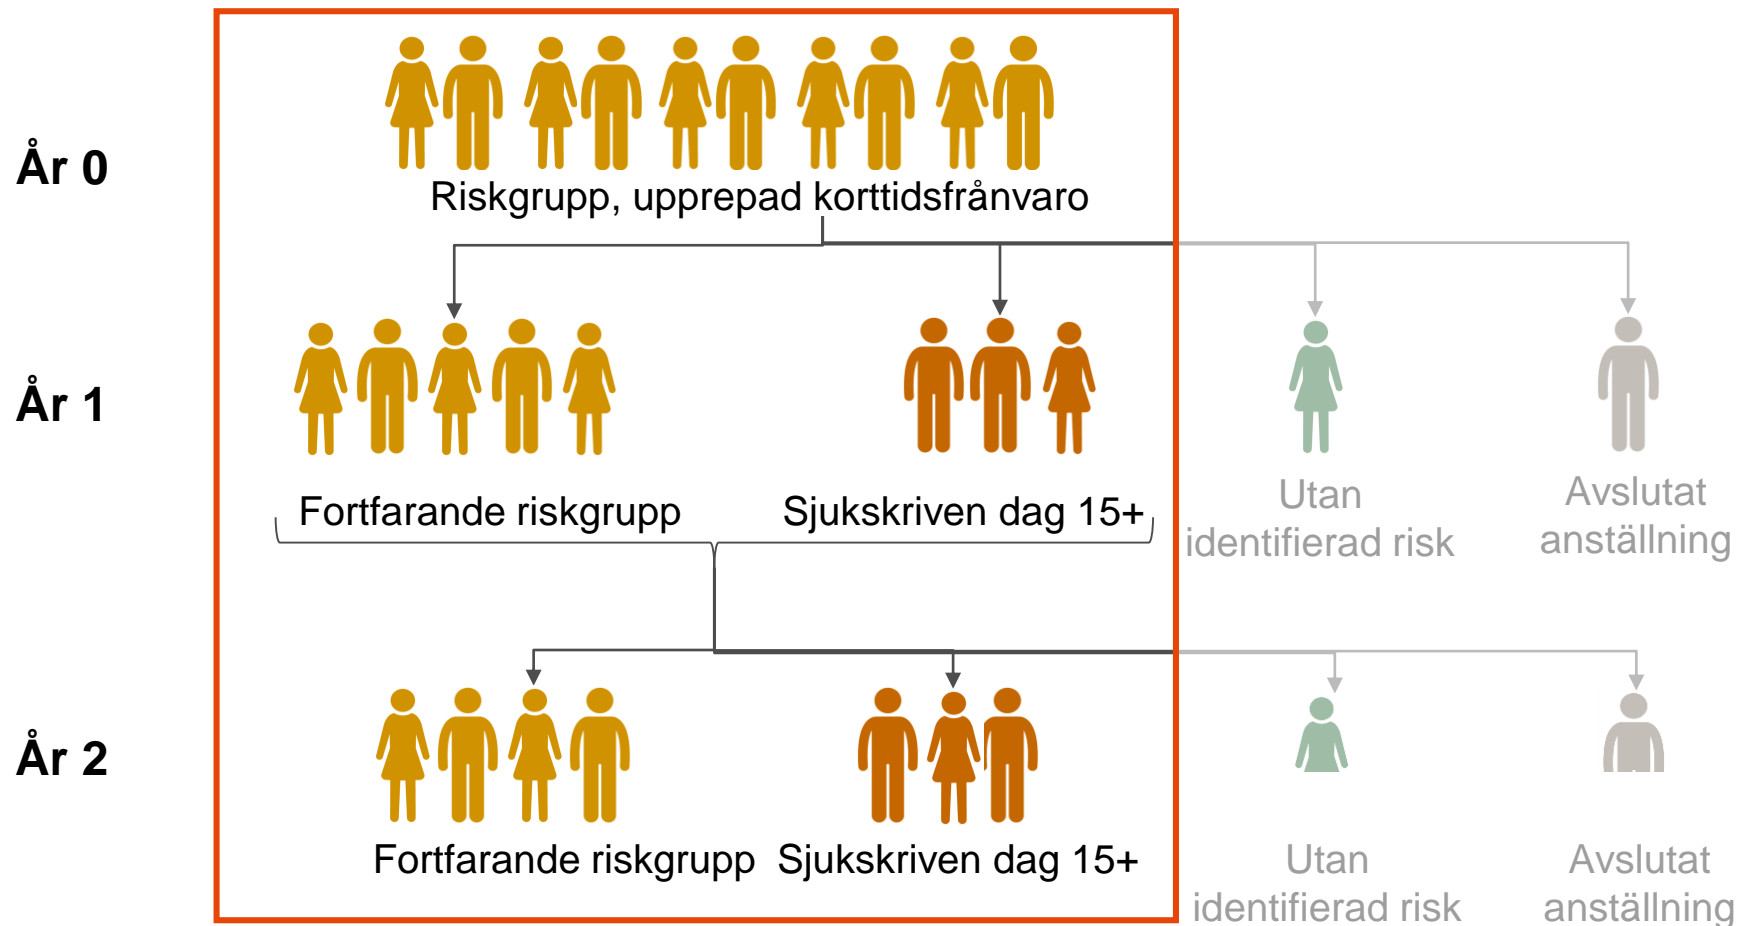 År 0
Riskgrupp, upprepad korttidsfrånvaro
År 1
Fortfarande riskgrupp
Sjukskriven dag 15+
Utan
identifierad risk
Avslutat
anställning
År 2
Fortfarande riskgrupp
Sjukskriven dag 15+
Utan
identifierad risk
Avslutat
anställning